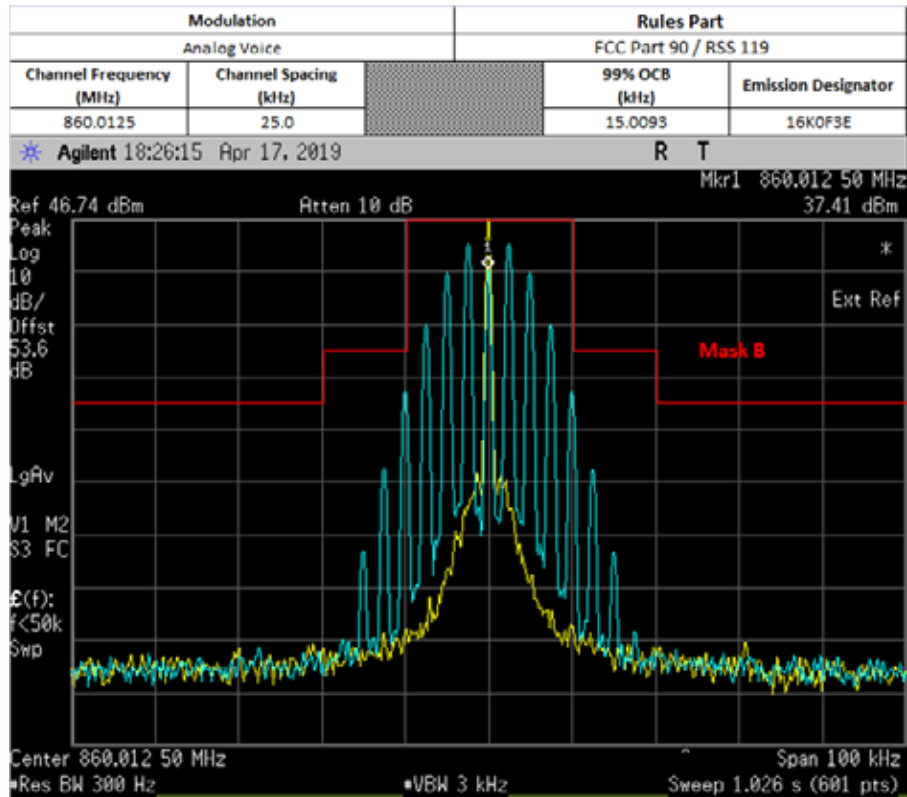 Modulation Rules Part
Analog Voice FCC Part 90 / RSS 119
Channel Frequency (MHz) Channel Spacing (kHz) 99% OCB (kHz) Emission Designator
860.0125 25.0 15.0093 16K0F3E
Agilent 18:26:15 Apr 17, 2019 R T
Mkr1 860.012 50 MHz
Ref 46.74 dBm Atten 10 dB 37.41 dBm
Peak
Log
10
dB/
Offst
53.6
dB
1
*
Ext Ref
Mask B
LgAv
V1 M2
S3 FC
£(f):
f<50k
Swp
Center 860.012 50 MHz Span 100 kHz
Res BW 300 Hz VBW 3 kHz Sweep 1.026 s (601 pts)